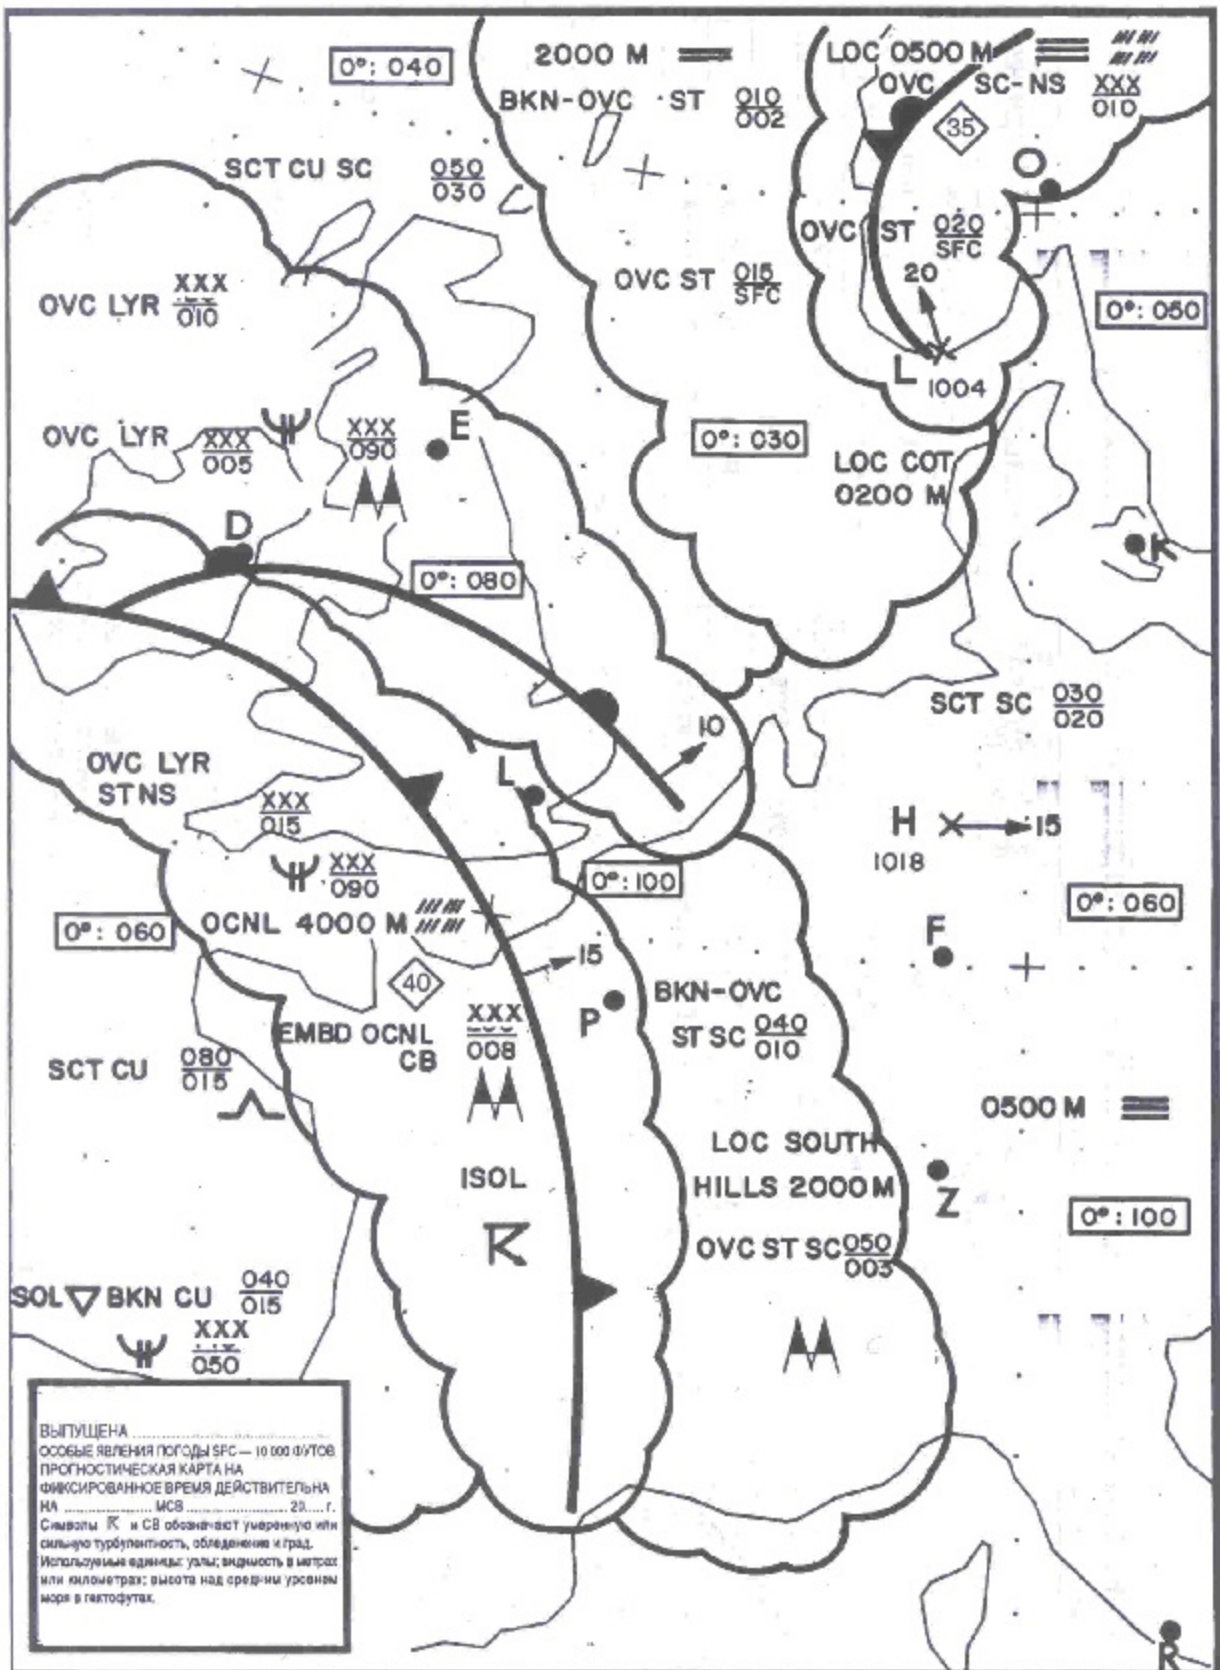 0°: 040
2000 M
BKN-OVC ST 010
002
LOC 0500 M
OVC SC-NS XXX
010
35
SCT CU SC 050
030
O
OVC ST 020
SFC
20
OVC LYR XXX
010
OVC ST 015
SFC
0°: 050
L 1004
OVC LYR XXX
005
XXX
090
E
0°: 030
LOC COT
0200 M
D
K
0°: 080
SCT SC 030
020
10
OVC LYR
STNS
XXX
015
L
H
1018
15
XXX
090
0°: 100
0°: 060
OCNL 4000 M
0°: 060
F
15
40
BKN-OVC
ST SC 040
010
P
EMBD OCNL
CB
XXX
008
SCT CU 080
015
0500 M
LOC SOUTH
HILLS 2000 M
ISOL
Z
0°: 100
OVC ST SC 050
003
SOL BKN CU 040
015
XXX
050
ВЫПУЩЕНА
ОСОБЫЕ ЯВЛЕНИЯ ПОГОДЫ SFC — 10 000 ФУТОВ
ПРОГНОСТИЧЕСКАЯ КАРТА НА
ФИКСИРОВАННОЕ ВРЕМЯ ДЕЙСТВИТЕЛЬНА
НА ........ МСВ ........ 20..... г.
Символы и CB обозначают умеренную или
сильную турбулентность, обледенение и град.
Используемые единицы: узлы; видимость в метрах
или километрах; высота над средним уровнем
моря в гектофутах.
R